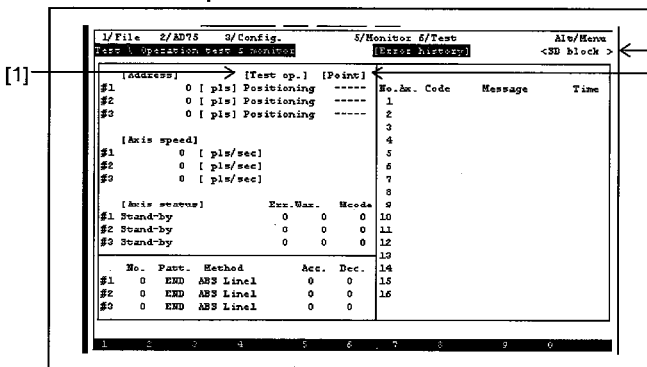 1/File 2/AD75 3/Config. 5/Monitor 6/Test Alt/Menu
Test \ Operation test & monitor [Error history] <SD block >
[1]
[Address] [Test op.] [Point]
#1 0 [ pls] Positioning -----
#2 0 [ pls] Positioning -----
#3 0 [ pls] Positioning -----
[Axis speed]
#1 0 [ pls/sec]
#2 0 [ pls/sec]
#3 0 [ pls/sec]
[Axis status] Err. War. Mcode
#1 Stand-by 0 0 0
#2 Stand-by 0 0 0
#3 Stand-by 0 0 0
No. Patt. Method Acc. Dec.
#1 0 END ABS Line1 0 0
#2 0 END ABS Line1 0 0
#3 0 END ABS Line1 0 0
No. Ax. Code Message Time
1
2
3
4
5
6
7
8
9
10
11
12
13
14
15
16
1 2 3 4 5 6 7 8 9 0